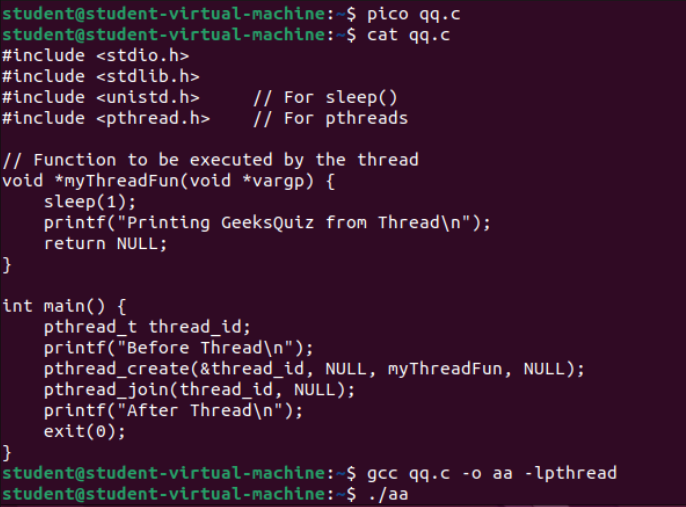 student@student-virtual-machine:~$ pico qq.c
student@student-virtual-machine:~$ cat qq.c
#include <stdio.h>
#include <stdlib.h>
#include <unistd.h>     // For sleep()
#include <pthread.h>    // For pthreads

// Function to be executed by the thread
void *myThreadFun(void *vargp) {
    sleep(1);
    printf("Printing GeeksQuiz from Thread\n");
    return NULL;
}

int main() {
    pthread_t thread_id;
    printf("Before Thread\n");
    pthread_create(&thread_id, NULL, myThreadFun, NULL);
    pthread_join(thread_id, NULL);
    printf("After Thread\n");
    exit(0);
}
student@student-virtual-machine:~$ gcc qq.c -o aa -lpthread
student@student-virtual-machine:~$ ./aa